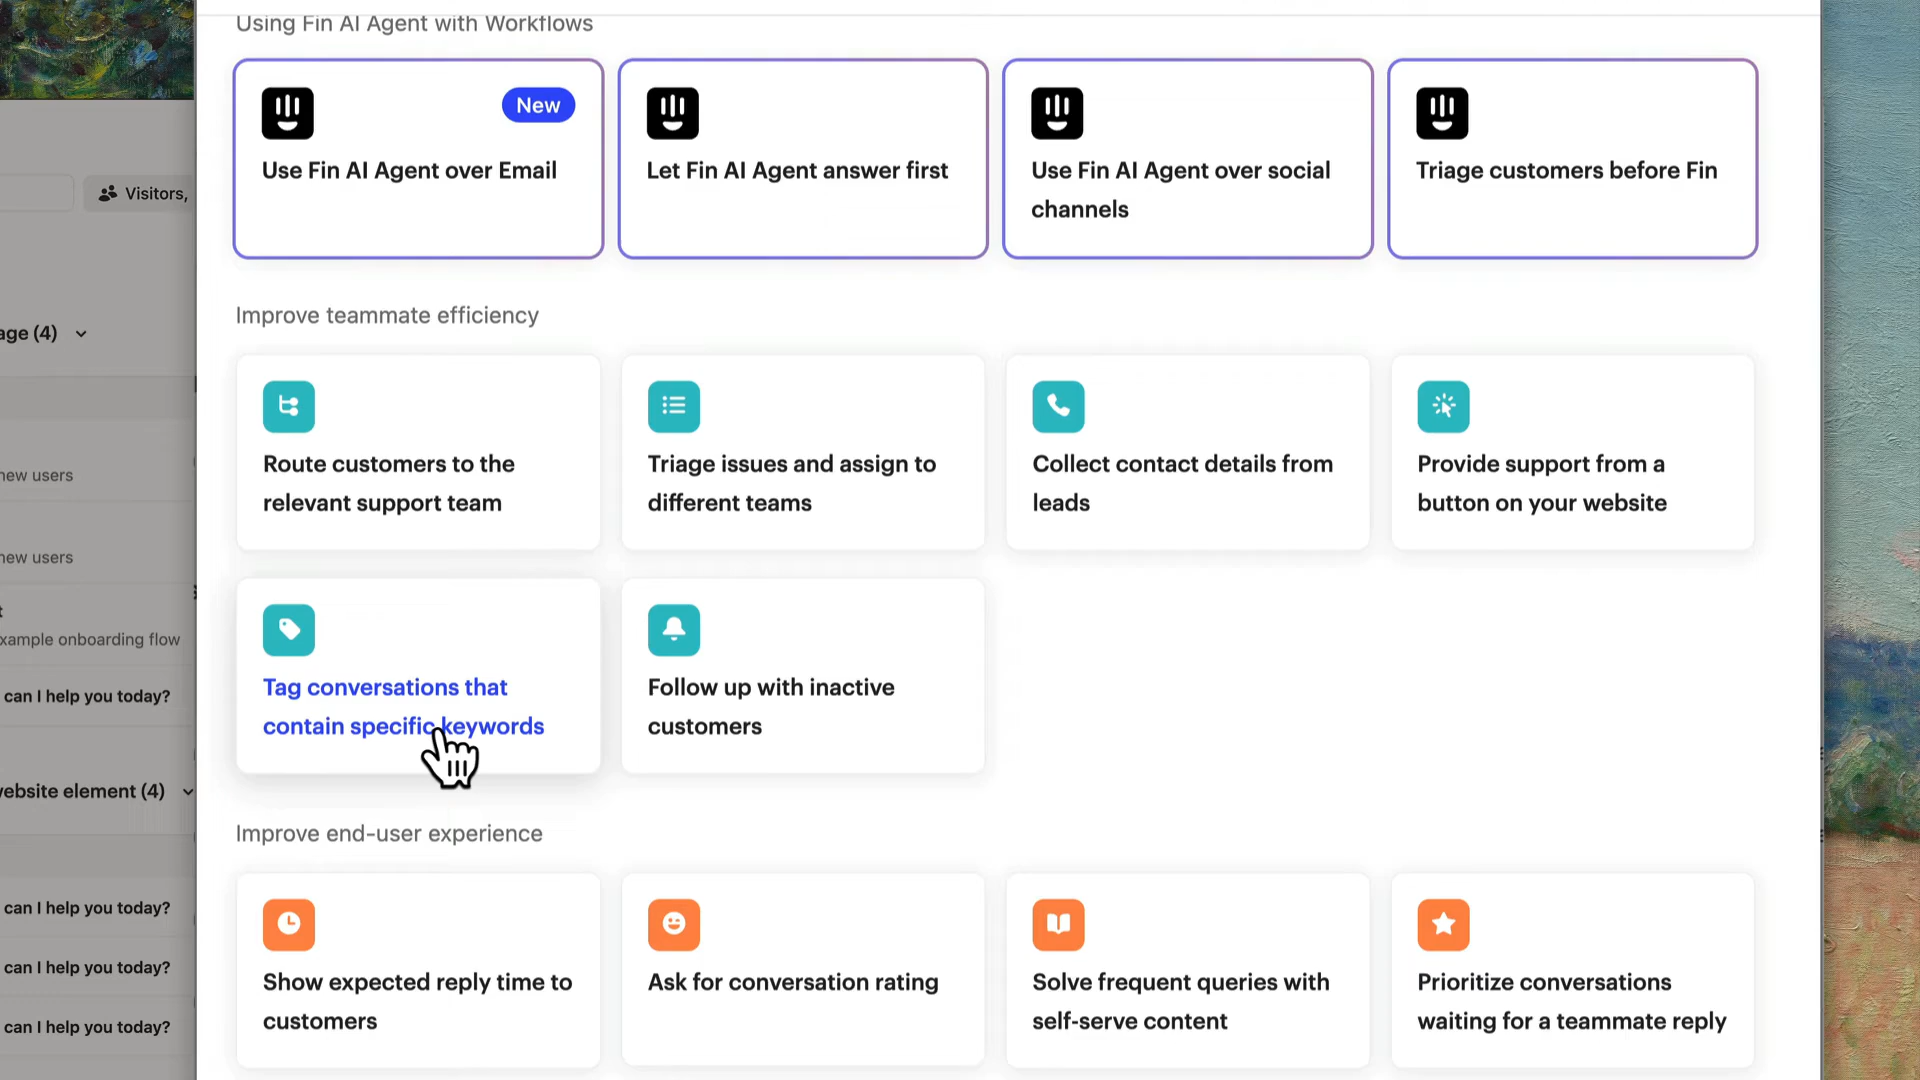 Using Fin AI Agent with Workflows
New
Use Fin AI Agent over Email
Let Fin AI Agent answer first
Use Fin AI Agent over social
channels
Triage customers before Fin
Visitors,
Improve teammate efficiency
age (4)
Route customers to the
relevant support team
Triage issues and assign to
different teams
Collect contact details from
leads
Provide support from a
button on your website
new users
new users
t
xample onboarding flow
can I help you today?
Tag conversations that
contain specific keywords
Follow up with inactive
customers
ebsite element (4)
Improve end-user experience
can I help you today?
can I help you today?
can I help you today?
Show expected reply time to
customers
Ask for conversation rating
Solve frequent queries with
self-serve content
Prioritize conversations
waiting for a teammate reply